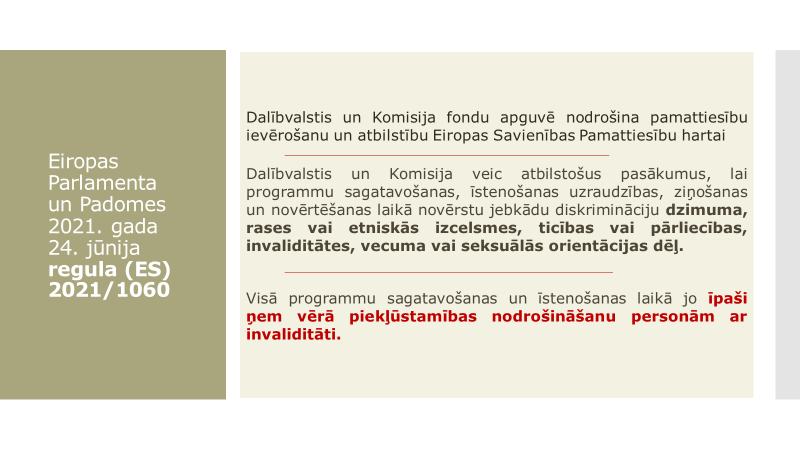 Eiropas
Parlamenta
un Padomes
2021. gada
24. jūnija
regula (ES)
2021/1060
Dalībvalstis un Komisija fondu apguvē nodrošina pamattiesību
ievērošanu un atbilstību Eiropas Savienības Pamattiesību hartai
Dalībvalstis un Komisija veic atbilstošus pasākumus, lai
programmu sagatavošanas, īstenošanas uzraudzības, ziņošanas
un novērtēšanas laikā novērstu jebkādu diskrimināciju dzimuma,
rases vai etniskās izcelsmes, ticības vai pārliecības,
invaliditātes, vecuma vai seksuālās orientācijas dēļ.
Visā programmu sagatavošanas un īstenošanas laikā jo īpaši
ņem vērā piekļūstamības nodrošināšanu personām ar
invaliditāti.